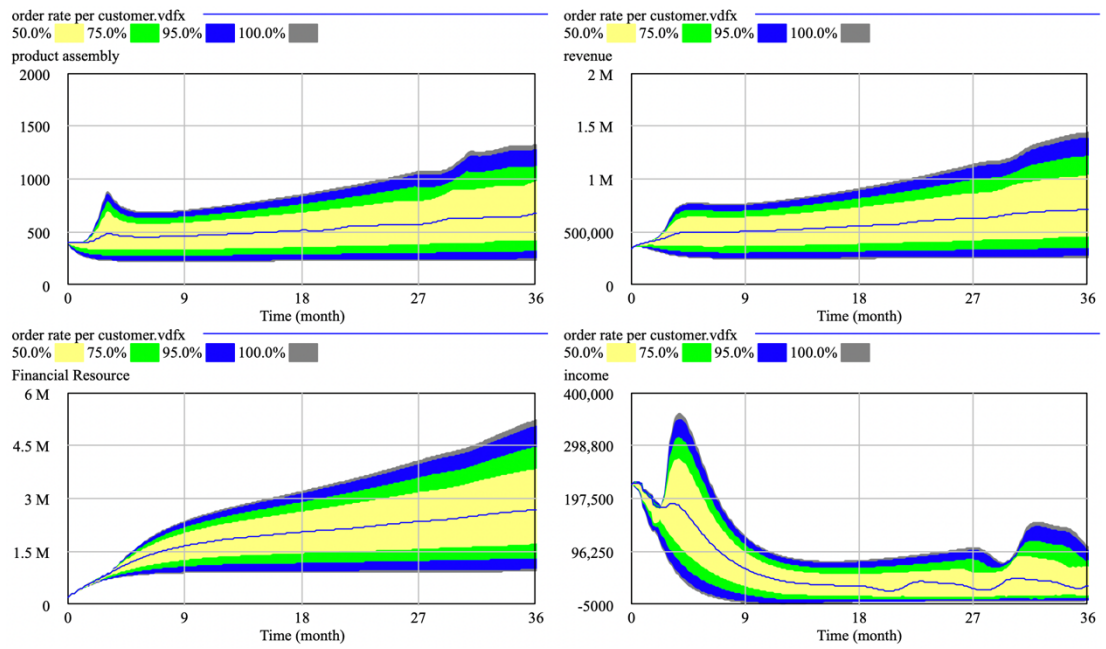 order rate per customer.vdfx
50.0% 75.0% 95.0% 100.0%
product assembly
2000
1500
1000
500
0
0 9 18 27 36
Time (month)
order rate per customer.vdfx
50.0% 75.0% 95.0% 100.0%
revenue
2 M
1.5 M
1 M
500,000
0
0 9 18 27 36
Time (month)
order rate per customer.vdfx
50.0% 75.0% 95.0% 100.0%
Financial Resource
6 M
4.5 M
3 M
1.5 M
0
0 9 18 27 36
Time (month)
order rate per customer.vdfx
50.0% 75.0% 95.0% 100.0%
income
400,000
298,800
197,500
96,250
-5000
0 9 18 27 36
Time (month)